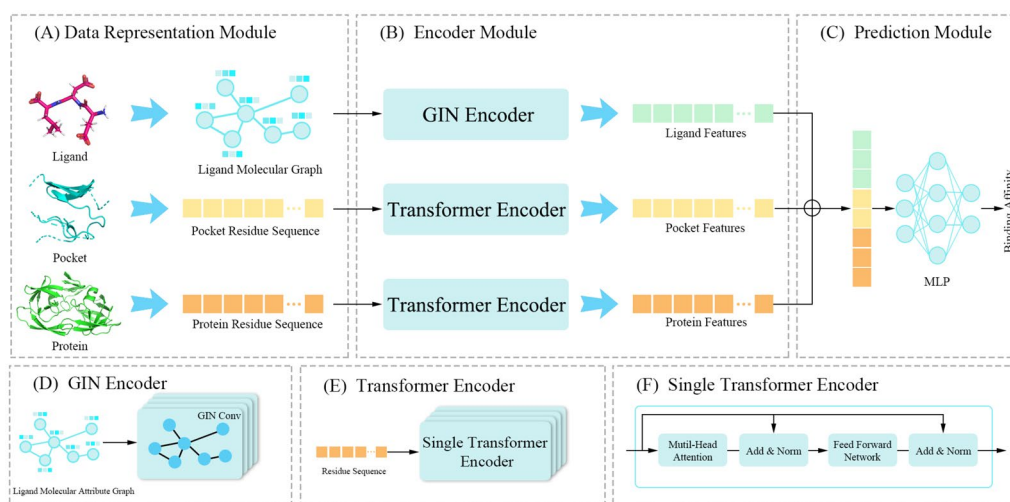 (A) Data Representation Module
(B) Encoder Module
(C) Prediction Module
Ligand
Ligand Molecular Graph
GIN Encoder
Ligand Features
Pocket
Pocket Residue Sequence
Transformer Encoder
Pocket Features
Protein
Protein Residue Sequence
Transformer Encoder
Protein Features
MLP
Binding Affinity
(D) GIN Encoder
GIN Conv
Ligand Molecular Attribute Graph
(E) Transformer Encoder
Residue Sequence
Single Transformer
Encoder
(F) Single Transformer Encoder
Mutil-Head
Attention
Add & Norm
Feed Forward
Network
Add & Norm